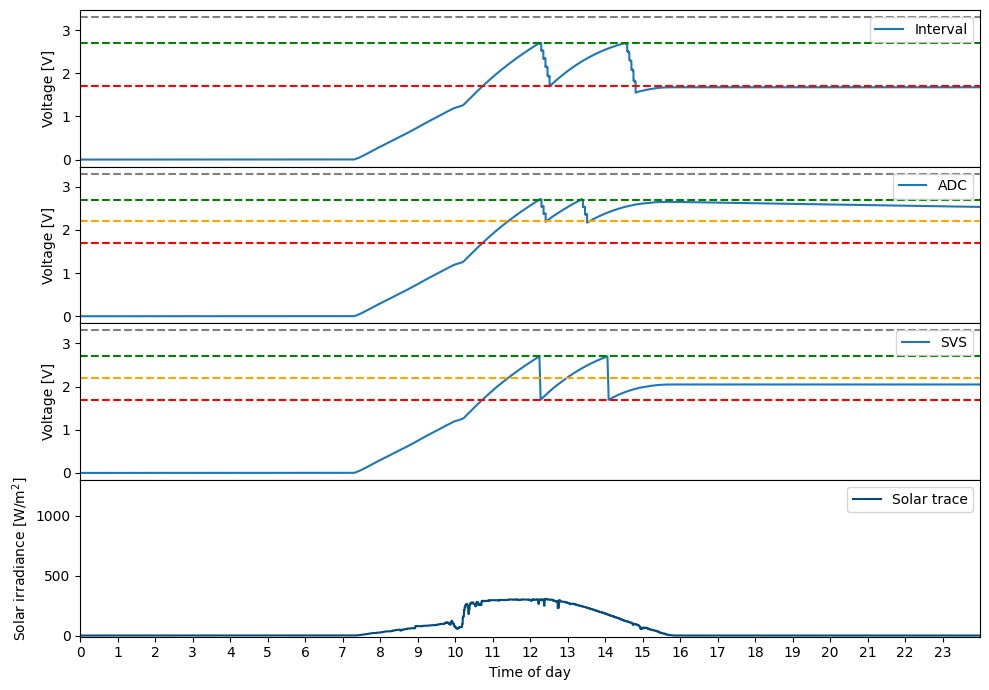 Voltage [V]
3
2
1
0
Interval
Voltage [V]
3
2
1
0
ADC
Voltage [V]
3
2
1
0
SVS
Solar irradiance [W/m²]
1000
500
0
Solar trace
0 1 2 3 4 5 6 7 8 9 10 11 12 13 14 15 16 17 18 19 20 21 22 23
Time of day